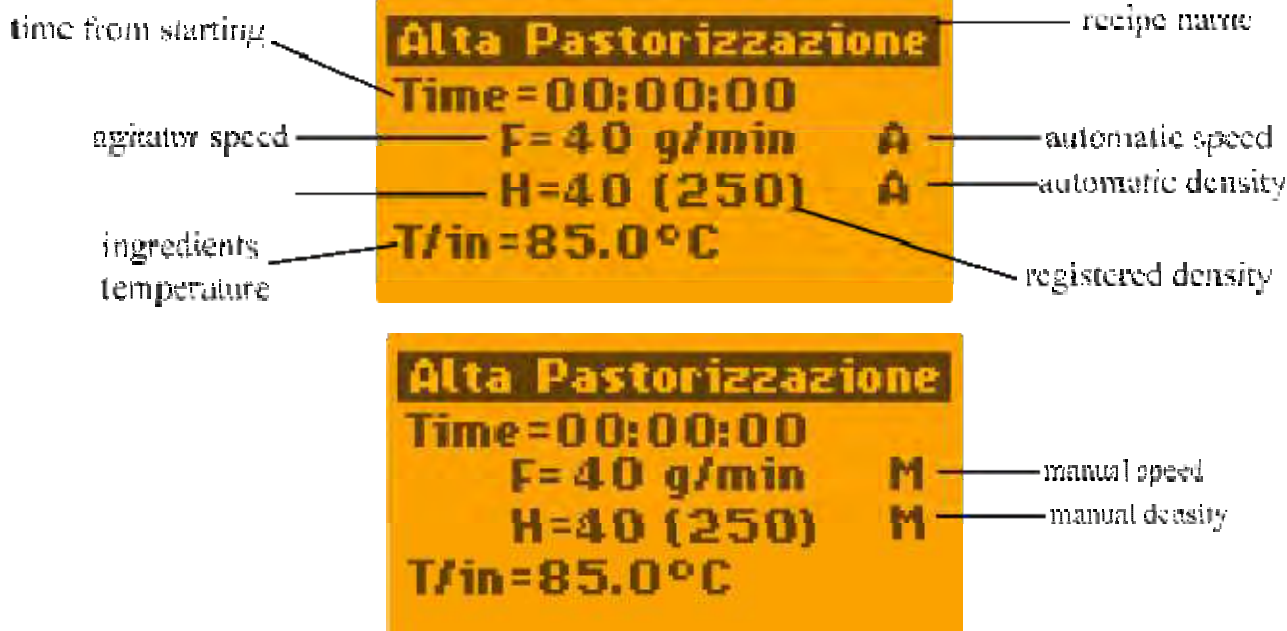 time from starting
recipe name
Alta Pastorizzazione
Time=00:00:00
agitator speed
F=40 g/min A
automatic speed
H=40 (250) A
automatic density
ingredients
temperature
T/in=85.0°C
registered density
Alta Pastorizzazione
Time=00:00:00
F=40 g/min M
manual speed
H=40 (250) M
manual density
T/in=85.0°C